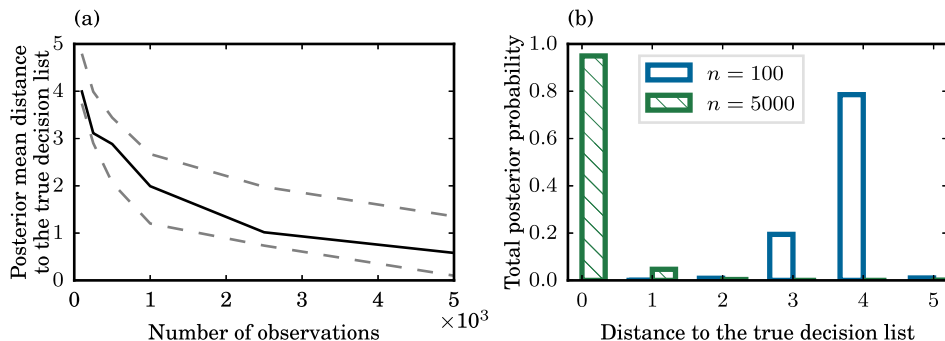 (a)
Posterior mean distance
to the true decision list
5
4
3
2
1
0
0 1 2 3 4 5
×10³
Number of observations
(b)
Total posterior probability
1.0
0.8
0.6
0.4
0.2
0.0
n = 100
n = 5000
0 1 2 3 4 5
Distance to the true decision list